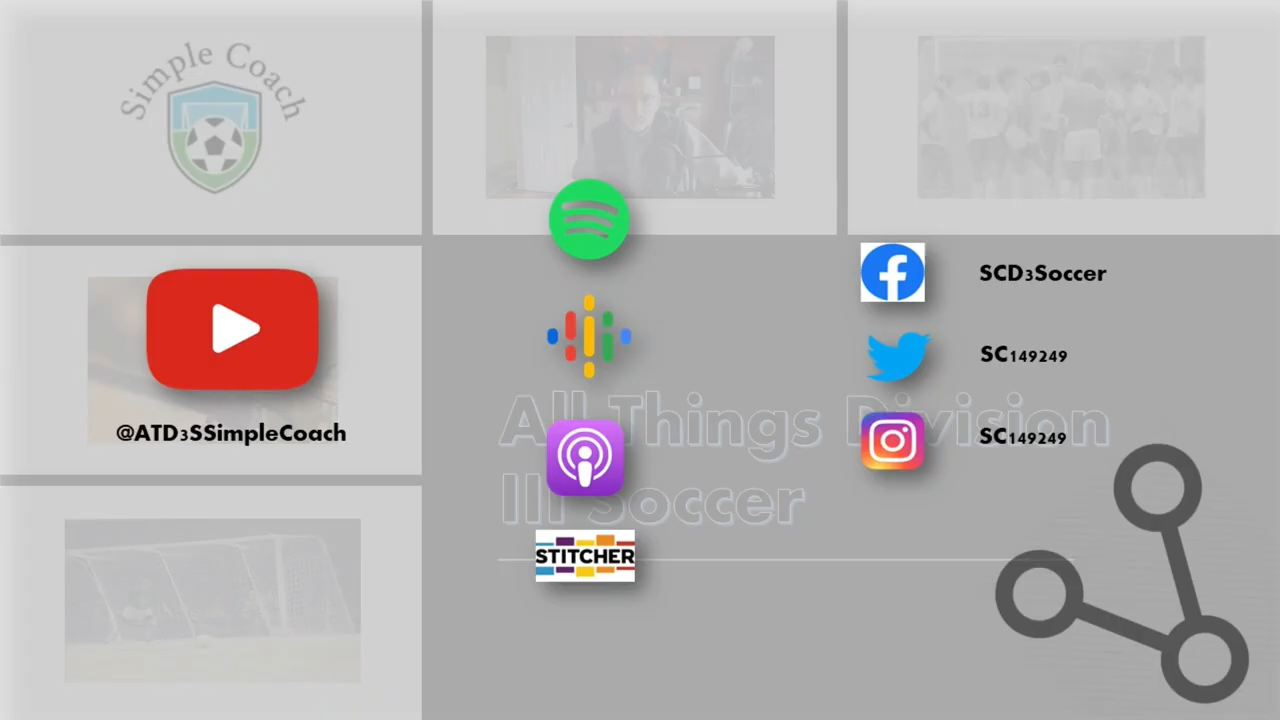 Simple Coach
@ATD3SSimpleCoach
All Things Division
III Soccer
STITCHER
SCD3Soccer
SC149249
SC149249